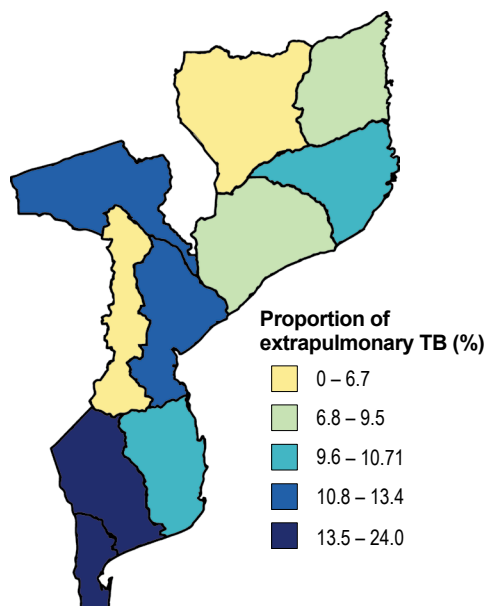 Proportion of
extrapulmonary TB (%)
0 – 6.7
6.8 – 9.5
9.6 – 10.71
10.8 – 13.4
13.5 – 24.0